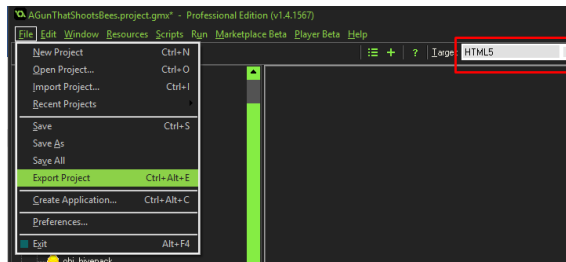 AGunThatShootsBees.project.gmx* - Professional Edition (v1.4.1567)
File Edit Window Resources Scripts Run Marketplace Beta Player Beta Help
New Project Ctrl+N
Open Project... Ctrl+O
Import Project... Ctrl+I
Recent Projects
Save Ctrl+S
Save As
Save All
Export Project Ctrl+Alt+E
Create Application... Ctrl+Alt+C
Preferences...
Exit Alt+F4
+ ? Target HTML5
obj_hivepack